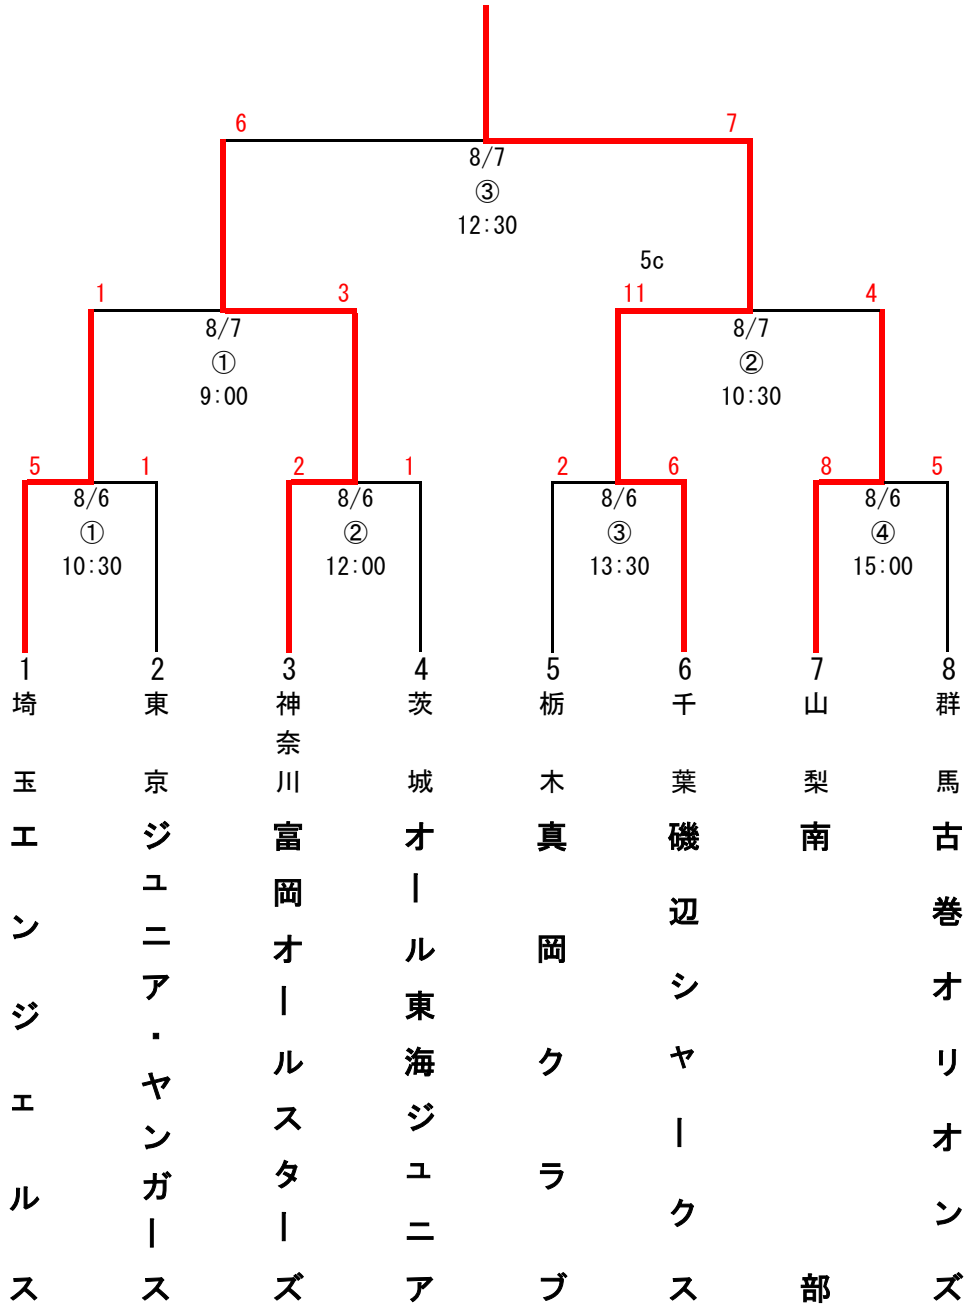 6 7
8/7
③
12:30
5c
1 3 11 4
8/7 8/7
① ②
9:00 10:30
5 1 2 1 2 6 8 5
8/6 8/6 8/6 8/6
① ② ③ ④
10:30 12:00 13:30 15:00
1 2 3 4 5 6 7 8
埼玉
エンジェルス
東京
ジュニア・ヤンガース
神奈川
富岡オールスターズ
茨城
オール東海ジュニア
栃木
真岡クラブ
千葉
磯辺シャークス
山梨
南部
群馬
古巻オリオンズ